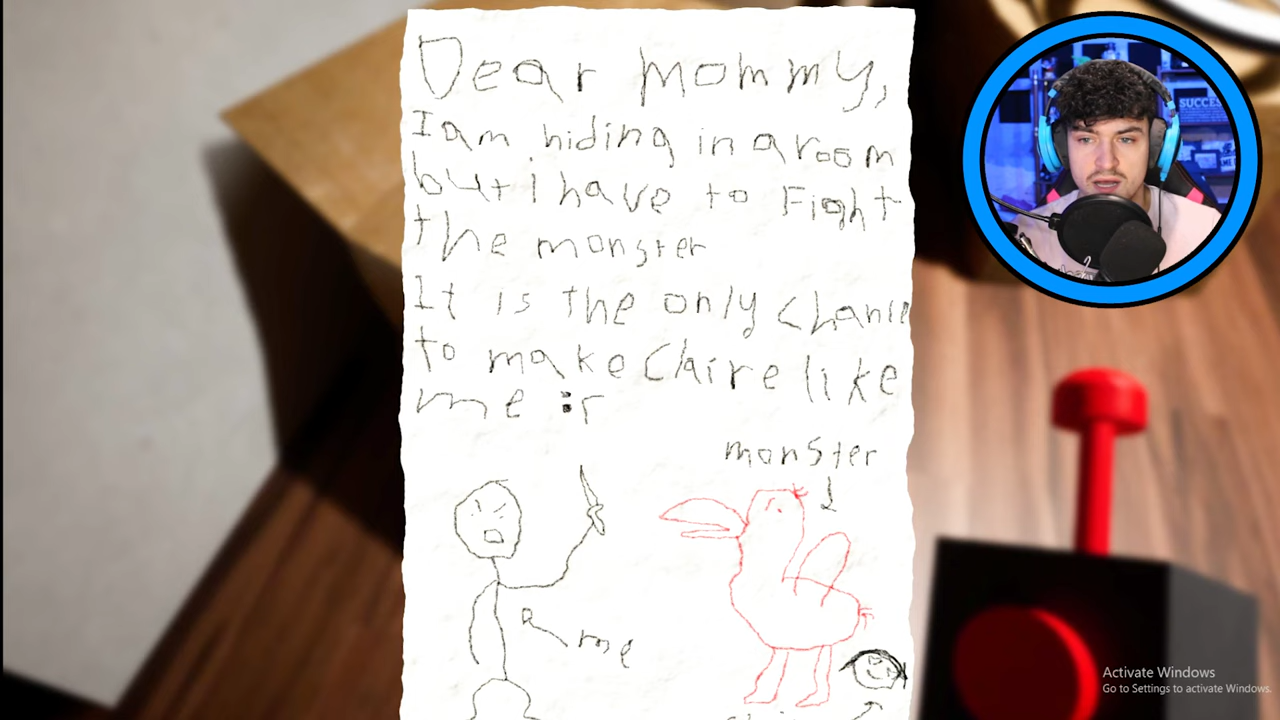 Dear Mommy,
I am hiding in a room
but I have to Fight
the monster
It is the only chance
to make Claire like
me :r
monster
me
SUCCESS
Activate Windows
Go to Settings to activate Windows.